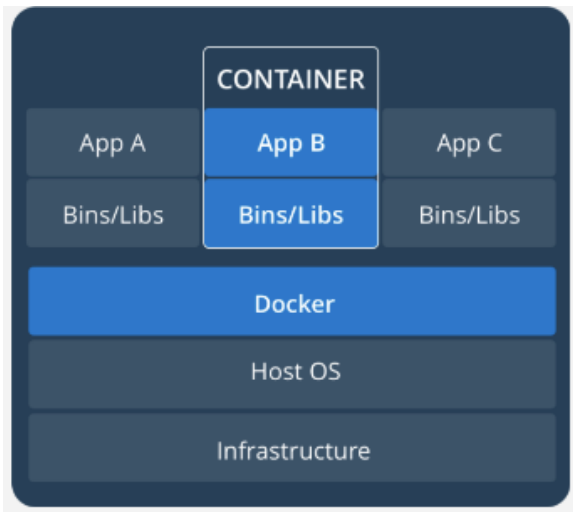 CONTAINER
App A App B App C
Bins/Libs Bins/Libs Bins/Libs
Docker
Host OS
Infrastructure